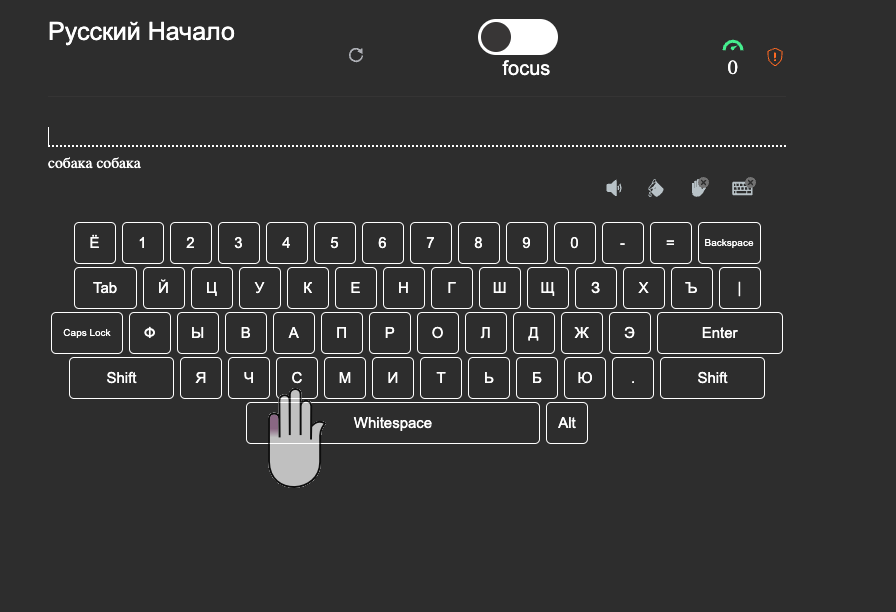 Русский Начало
focus
0
собака собака
Ё 1 2 3 4 5 6 7 8 9 0 - = Backspace
Tab Й Ц У К Е Н Г Ш Щ З Х Ъ |
Caps Lock Ф Ы В А П Р О Л Д Ж Э Enter
Shift Я Ч С М И Т Ь Б Ю . Shift
Whitespace Alt